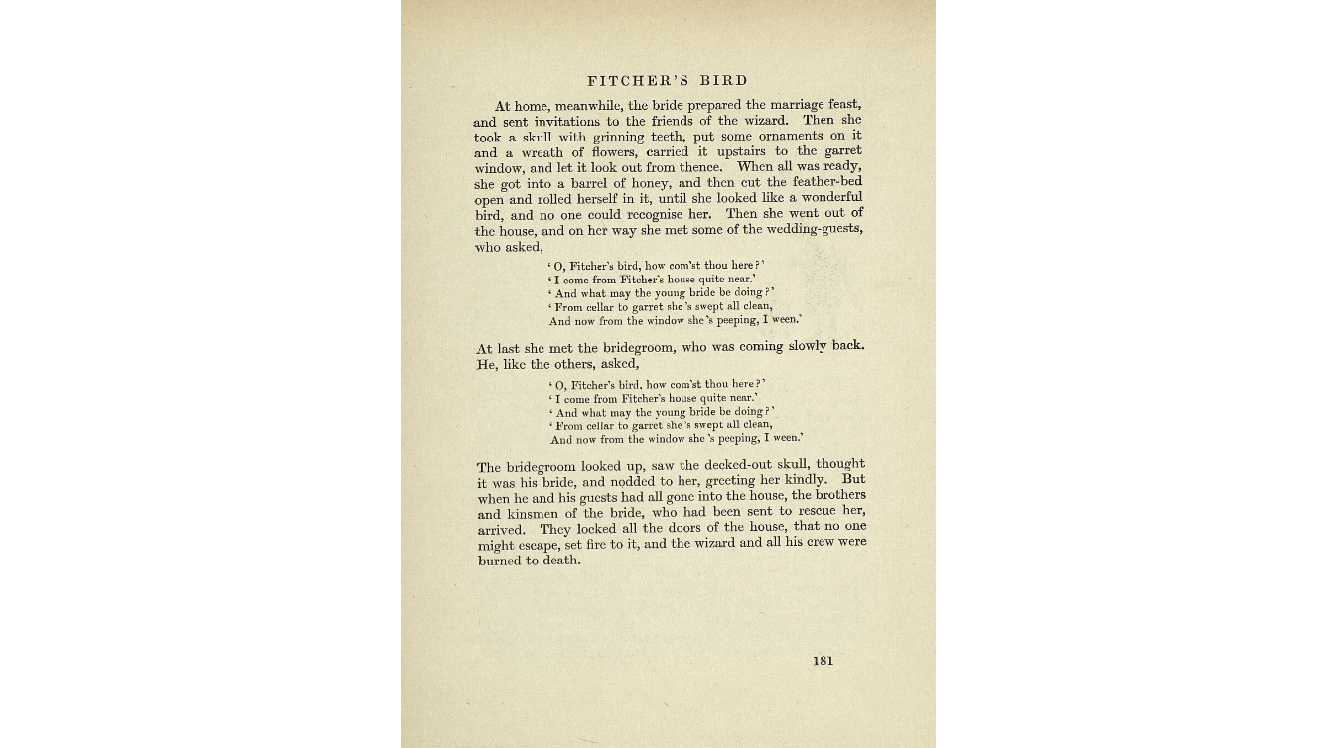 FITCHER'S BIRD
At home, meanwhile, the bride prepared the marriage feast,
and sent invitations to the friends of the wizard. Then she
took a skull with grinning teeth, put some ornaments on it
and a wreath of flowers, carried it upstairs to the garret
window, and let it look out from thence. When all was ready,
she got into a barrel of honey, and then cut the feather-bed
open and rolled herself in it, until she looked like a wonderful
bird, and no one could recognise her. Then she went out of
the house, and on her way she met some of the wedding-guests,
who asked,
‘ O, Fitcher's bird, how com'st thou here?’
‘ I come from Fitcher's house quite near.’
‘ And what may the young bride be doing?’
‘ From cellar to garret she's swept all clean,
And now from the window she's peeping, I ween.’
At last she met the bridegroom, who was coming slowly back.
He, like the others, asked,
‘ O, Fitcher's bird, how com'st thou here?’
‘ I come from Fitcher's house quite near.’
‘ And what may the young bride be doing?’
‘ From cellar to garret she's swept all clean,
And now from the window she's peeping, I ween.’
The bridegroom looked up, saw the decked-out skull, thought
it was his bride, and nodded to her, greeting her kindly. But
when he and his guests had all gone into the house, the brothers
and kinsmen of the bride, who had been sent to rescue her,
arrived. They locked all the doors of the house, that no one
might escape, set fire to it, and the wizard and all his crew were
burned to death.
181